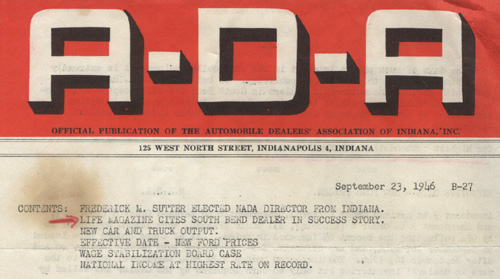 A-D-A
OFFICIAL PUBLICATION OF THE AUTOMOBILE DEALERS' ASSOCIATION OF INDIANA, INC.
125 WEST NORTH STREET, INDIANAPOLIS 4, INDIANA
September 23, 1946 B-27
CONTENTS: FREDERICK M. SUTTER ELECTED NADA DIRECTOR FROM INDIANA.
LIFE MAGAZINE CITES SOUTH BEND DEALER IN SUCCESS STORY.
NEW CAR AND TRUCK OUTPUT.
EFFECTIVE DATE - NEW FORD PRICES
WAGE STABILIZATION BOARD CASE
NATIONAL INCOME AT HIGHEST RATE ON RECORD.